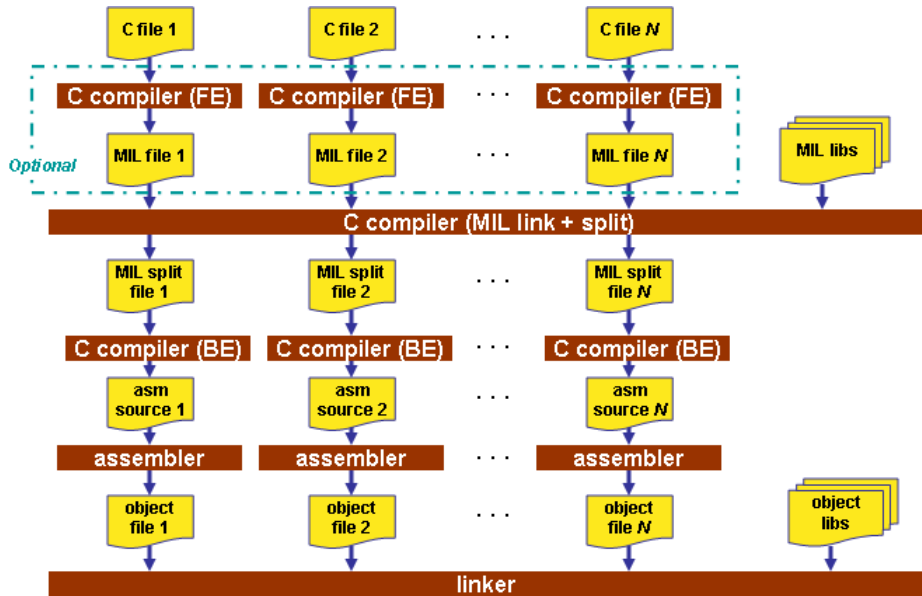 C file 1
C file 2
. . .
C file N
C compiler (FE)
C compiler (FE)
. . .
C compiler (FE)
Optional
MIL file 1
MIL file 2
. . .
MIL file N
MIL libs
C compiler (MIL link + split)
MIL split
file 1
MIL split
file 2
. . .
MIL split
file N
C compiler (BE)
C compiler (BE)
. . .
C compiler (BE)
asm
source 1
asm
source 2
. . .
asm
source N
assembler
assembler
. . .
assembler
object
file 1
object
file 2
. . .
object
file N
object
libs
linker